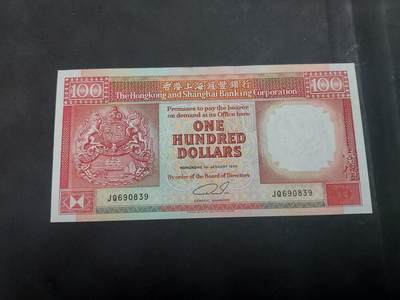 100
香港上海滙豐銀行
100
The Hongkong and Shanghai Banking Corporation
Promises to pay the bearer
on demand at its Office here
ONE
HUNDRED
DOLLARS
By order of the Board of Directors
JQ690839
JQ690839